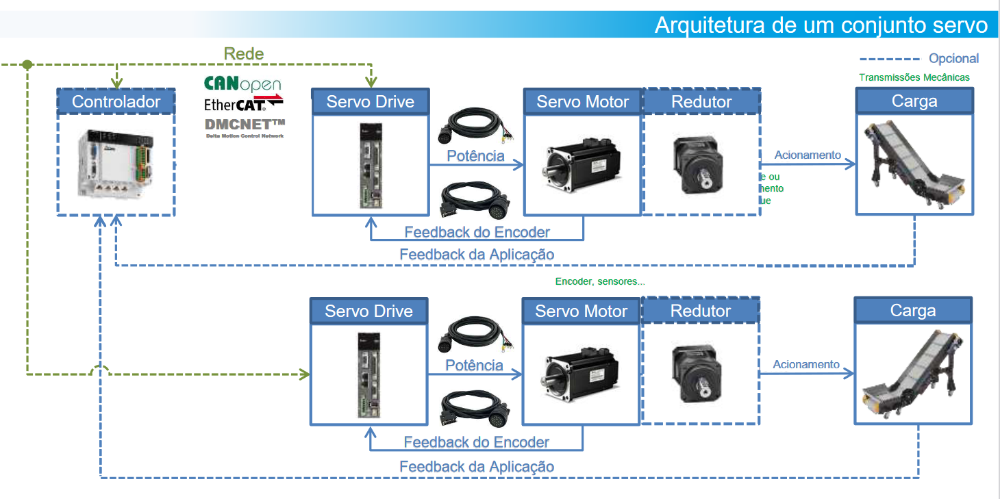 Arquitetura de um conjunto servo
Rede
Opcional
Transmissões Mecânicas
CANopen
EtherCAT®
DMCNET™
Delta Motion Control Network
Controlador
Servo Drive
Servo Motor
Redutor
Carga
Potência
Acionamento
e ou
mento
ue
Feedback do Encoder
Feedback da Aplicação
Encoder, sensores...
Servo Drive
Servo Motor
Redutor
Carga
Potência
Acionamento
Feedback do Encoder
Feedback da Aplicação